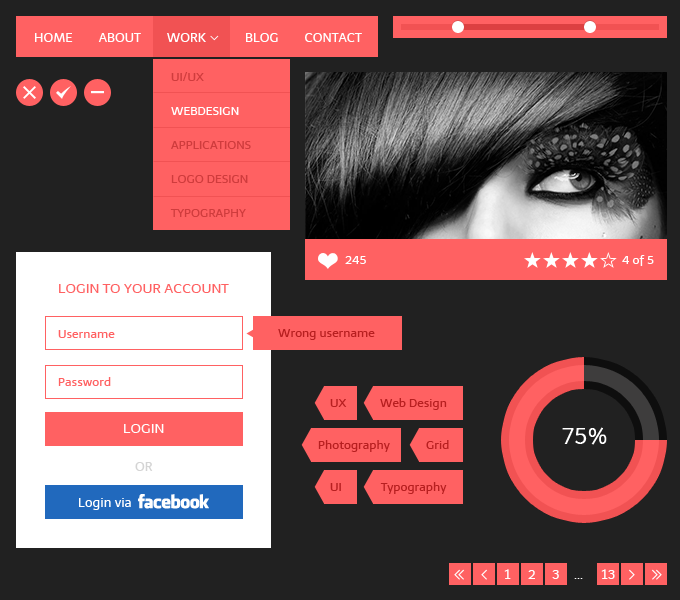 HOME ABOUT WORK BLOG CONTACT
UI/UX
WEBDESIGN
APPLICATIONS
LOGO DESIGN
TYPOGRAPHY
245 4 of 5
LOGIN TO YOUR ACCOUNT
Username
Wrong username
Password
LOGIN
OR
Login via facebook
UX Web Design
Photography Grid
UI Typography
75%
1 2 3 ... 13